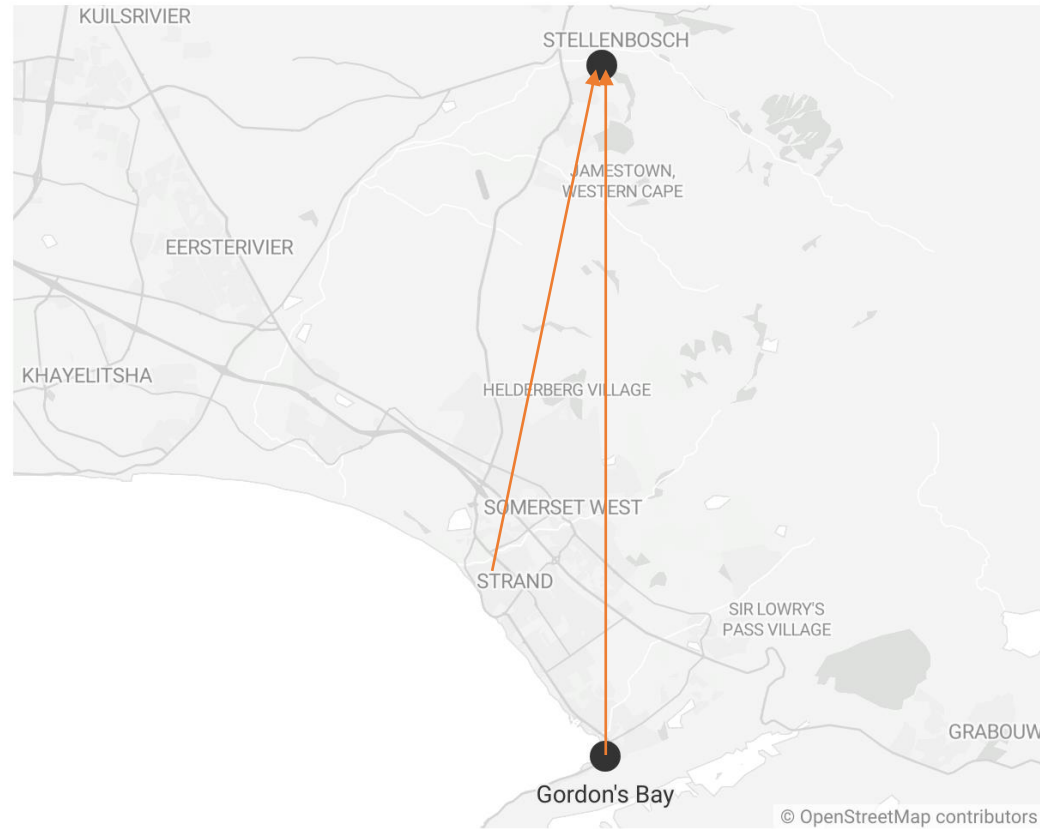 KUILSRIVIER
STELLENBOSCH
JAMESTOWN,
WESTERN CAPE
EERSTERIVIER
KHAYELITSHA
HELDERBERG VILLAGE
SOMERSET WEST
STRAND
SIR LOWRY'S
PASS VILLAGE
GRABOUW
Gordon's Bay
© OpenStreetMap contributors